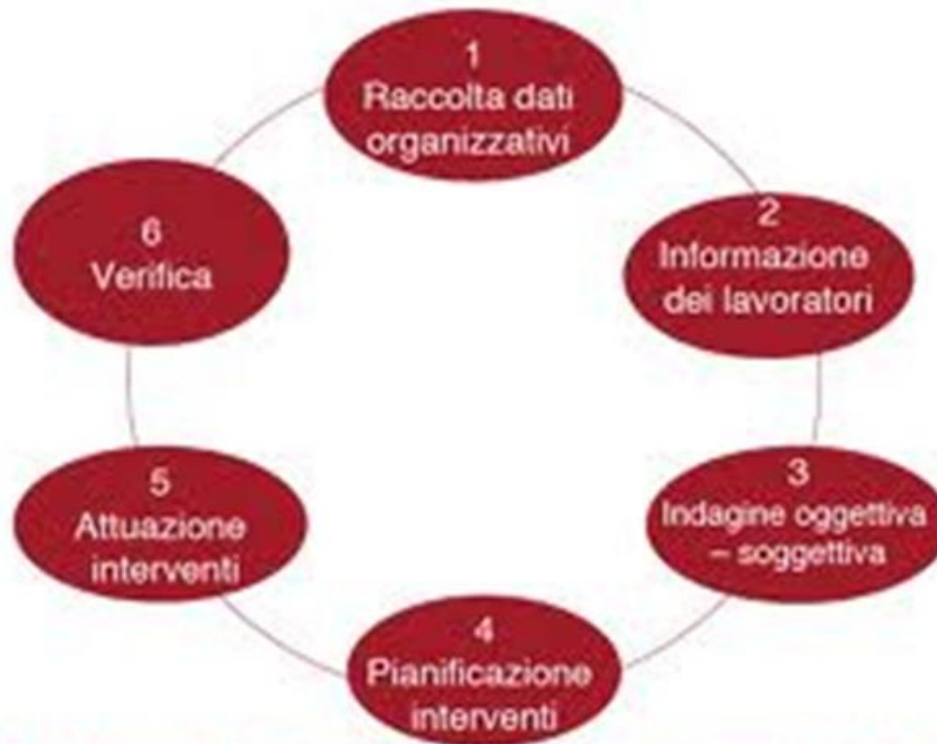 1
Raccolta dati
organizzativi
2
Informazione
dei lavoratori
3
Indagine oggettiva
– soggettiva
4
Pianificazione
interventi
5
Attuazione
interventi
6
Verifica